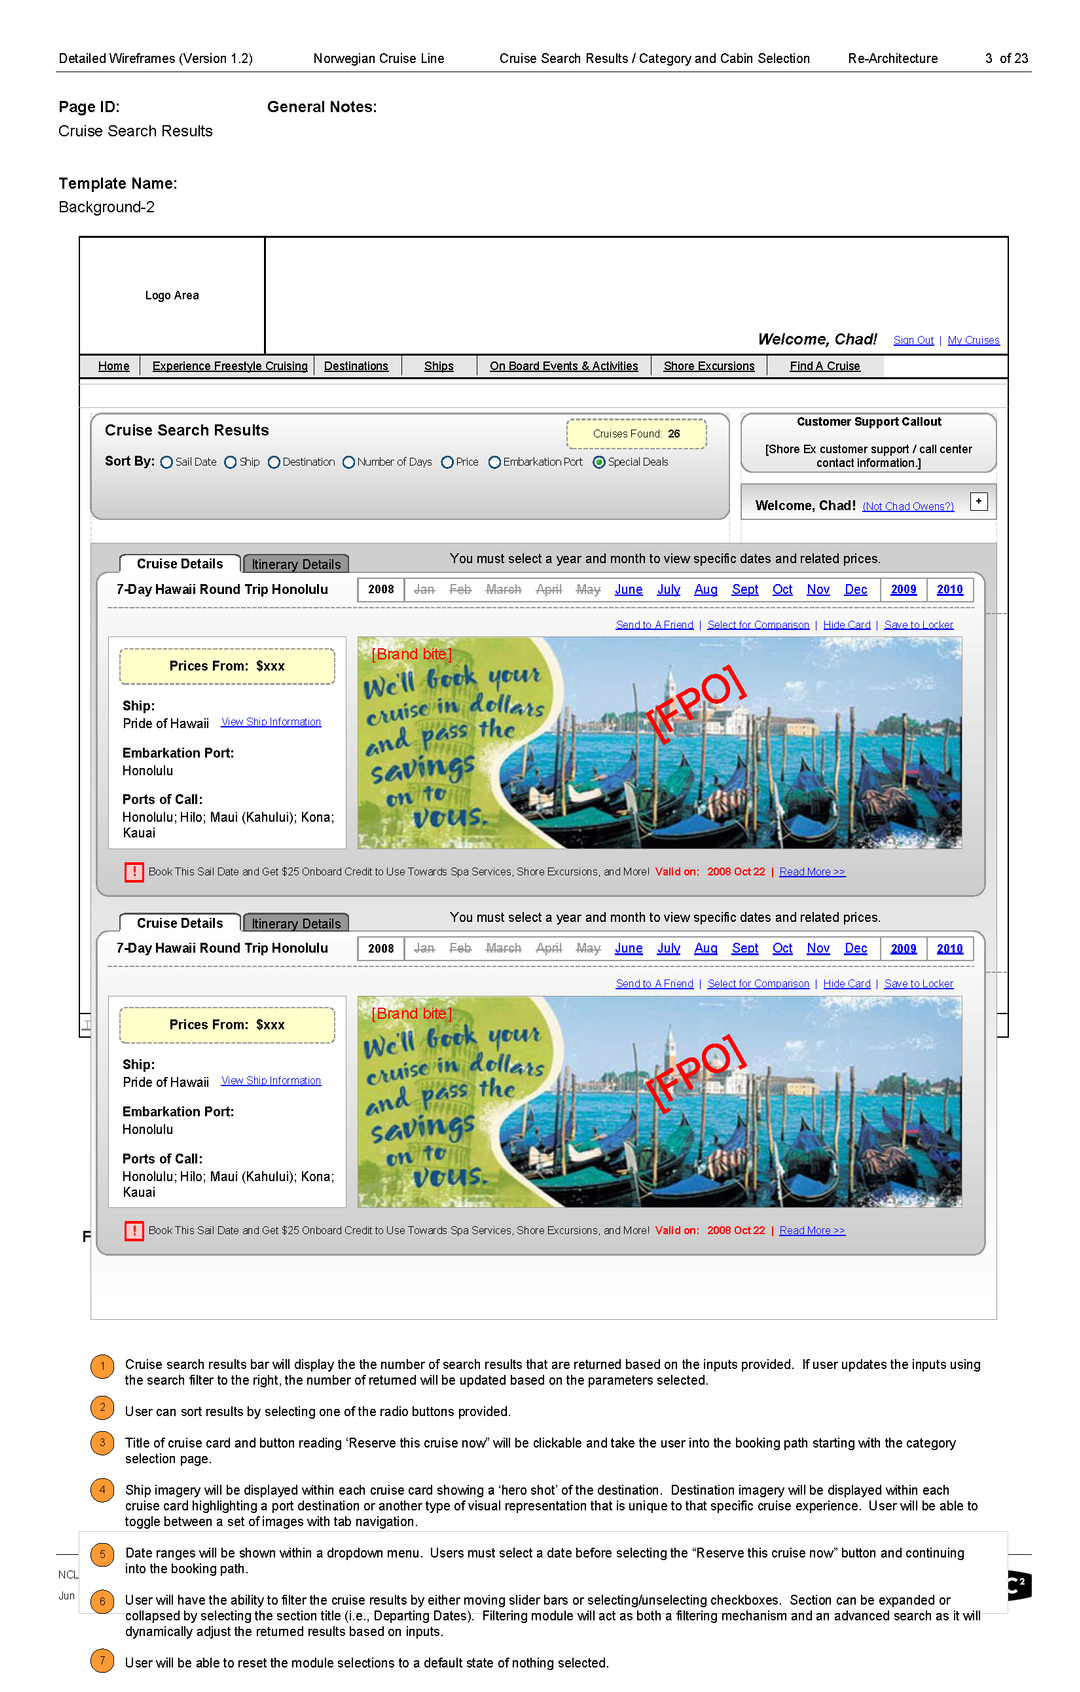 Detailed Wireframes (Version 1.2) Norwegian Cruise Line Cruise Search Results / Category and Cabin Selection Re-Architecture 3 of 23
Page ID: General Notes:
Cruise Search Results
Template Name:
Background-2
Logo Area
Welcome, Chad! Sign Out | My Cruises
Home Experience Freestyle Cruising Destinations Ships On Board Events & Activities Shore Excursions Find A Cruise
Cruise Search Results
Cruises Found: 26
Sort By: Sail Date Ship Destination Number of Days Price Embarkation Port Special Deals
Customer Support Callout
[Shore Ex customer support / call center
contact information.]
Welcome, Chad! (Not Chad Owens?) +
Cruise Details Itinerary Details You must select a year and month to view specific dates and related prices.
7-Day Hawaii Round Trip Honolulu 2008 Jan Feb March April May June July Aug Sept Oct Nov Dec 2009 2010
Send to A Friend | Select for Comparison | Hide Card | Save to Locker
Prices From: $xxx
Ship:
Pride of Hawaii View Ship Information
Embarkation Port:
Honolulu
Ports of Call:
Honolulu; Hilo; Maui (Kahului); Kona;
Kauai
[Brand bite]
We'll book your
cruise in dollars
and pass the
savings
on to
yous.
[FPO]
! Book This Sail Date and Get $25 Onboard Credit to Use Towards Spa Services, Shore Excursions, and More! Valid on: 2008 Oct 22 | Read More >>
Cruise Details Itinerary Details You must select a year and month to view specific dates and related prices.
7-Day Hawaii Round Trip Honolulu 2008 Jan Feb March April May June July Aug Sept Oct Nov Dec 2009 2010
Send to A Friend | Select for Comparison | Hide Card | Save to Locker
Prices From: $xxx
Ship:
Pride of Hawaii View Ship Information
Embarkation Port:
Honolulu
Ports of Call:
Honolulu; Hilo; Maui (Kahului); Kona;
Kauai
[Brand bite]
We'll book your
cruise in dollars
and pass the
savings
on to
yous.
[FPO]
! Book This Sail Date and Get $25 Onboard Credit to Use Towards Spa Services, Shore Excursions, and More! Valid on: 2008 Oct 22 | Read More >>
F
1 Cruise search results bar will display the the number of search results that are returned based on the inputs provided. If user updates the inputs using
the search filter to the right, the number of returned will be updated based on the parameters selected.
2 User can sort results by selecting one of the radio buttons provided.
3 Title of cruise card and button reading ‘Reserve this cruise now” will be clickable and take the user into the booking path starting with the category
selection page.
4 Ship imagery will be displayed within each cruise card showing a ‘hero shot’ of the destination. Destination imagery will be displayed within each
cruise card highlighting a port destination or another type of visual representation that is unique to that specific cruise experience. User will be able to
toggle between a set of images with tab navigation.
5 Date ranges will be shown within a dropdown menu. Users must select a date before selecting the “Reserve this cruise now” button and continuing
into the booking path.
NCL
C²
Jun
6 User will have the ability to filter the cruise results by either moving slider bars or selecting/unselecting checkboxes. Section can be expanded or
collapsed by selecting the section title (i.e., Departing Dates). Filtering module will act as both a filtering mechanism and an advanced search as it will
dynamically adjust the returned results based on inputs.
7 User will be able to reset the module selections to a default state of nothing selected.